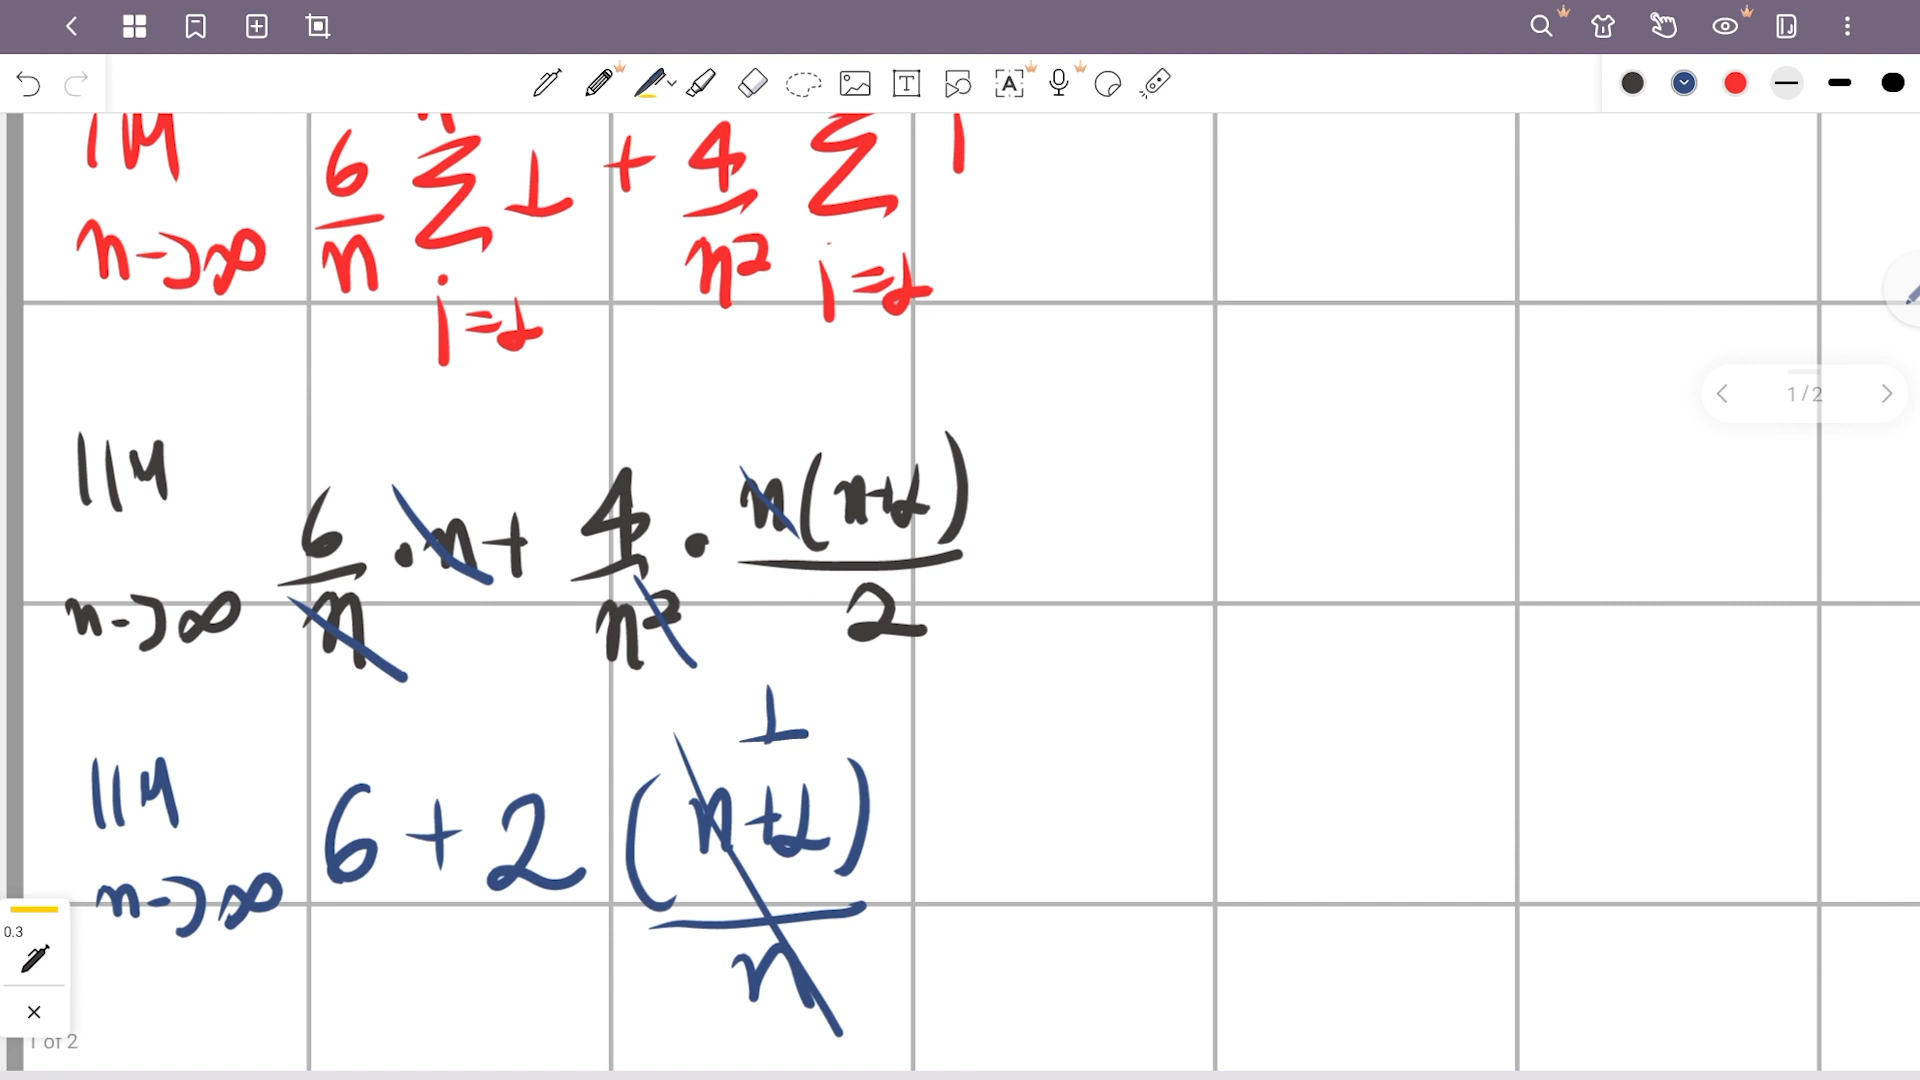 lim 6/n Σ 1 + 4/n² Σ i
n→∞ i=1 i=1
lim 6/n · n + 4/n² · n(n+1)/2
n→∞
1
lim 6 + 2 (n+1)/n
n→∞
1/2
0.3
1 of 2